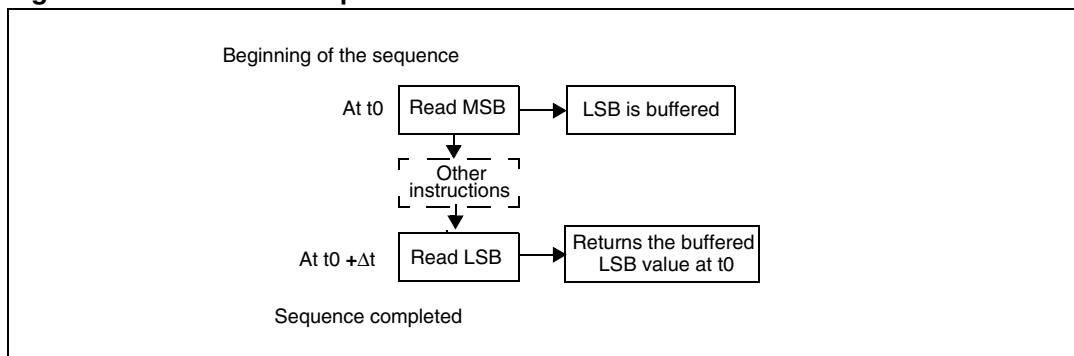 Beginning of the sequence
At t0
Read MSB
LSB is buffered
Other
instructions
At t0 +Δt
Read LSB
Returns the buffered
LSB value at t0
Sequence completed